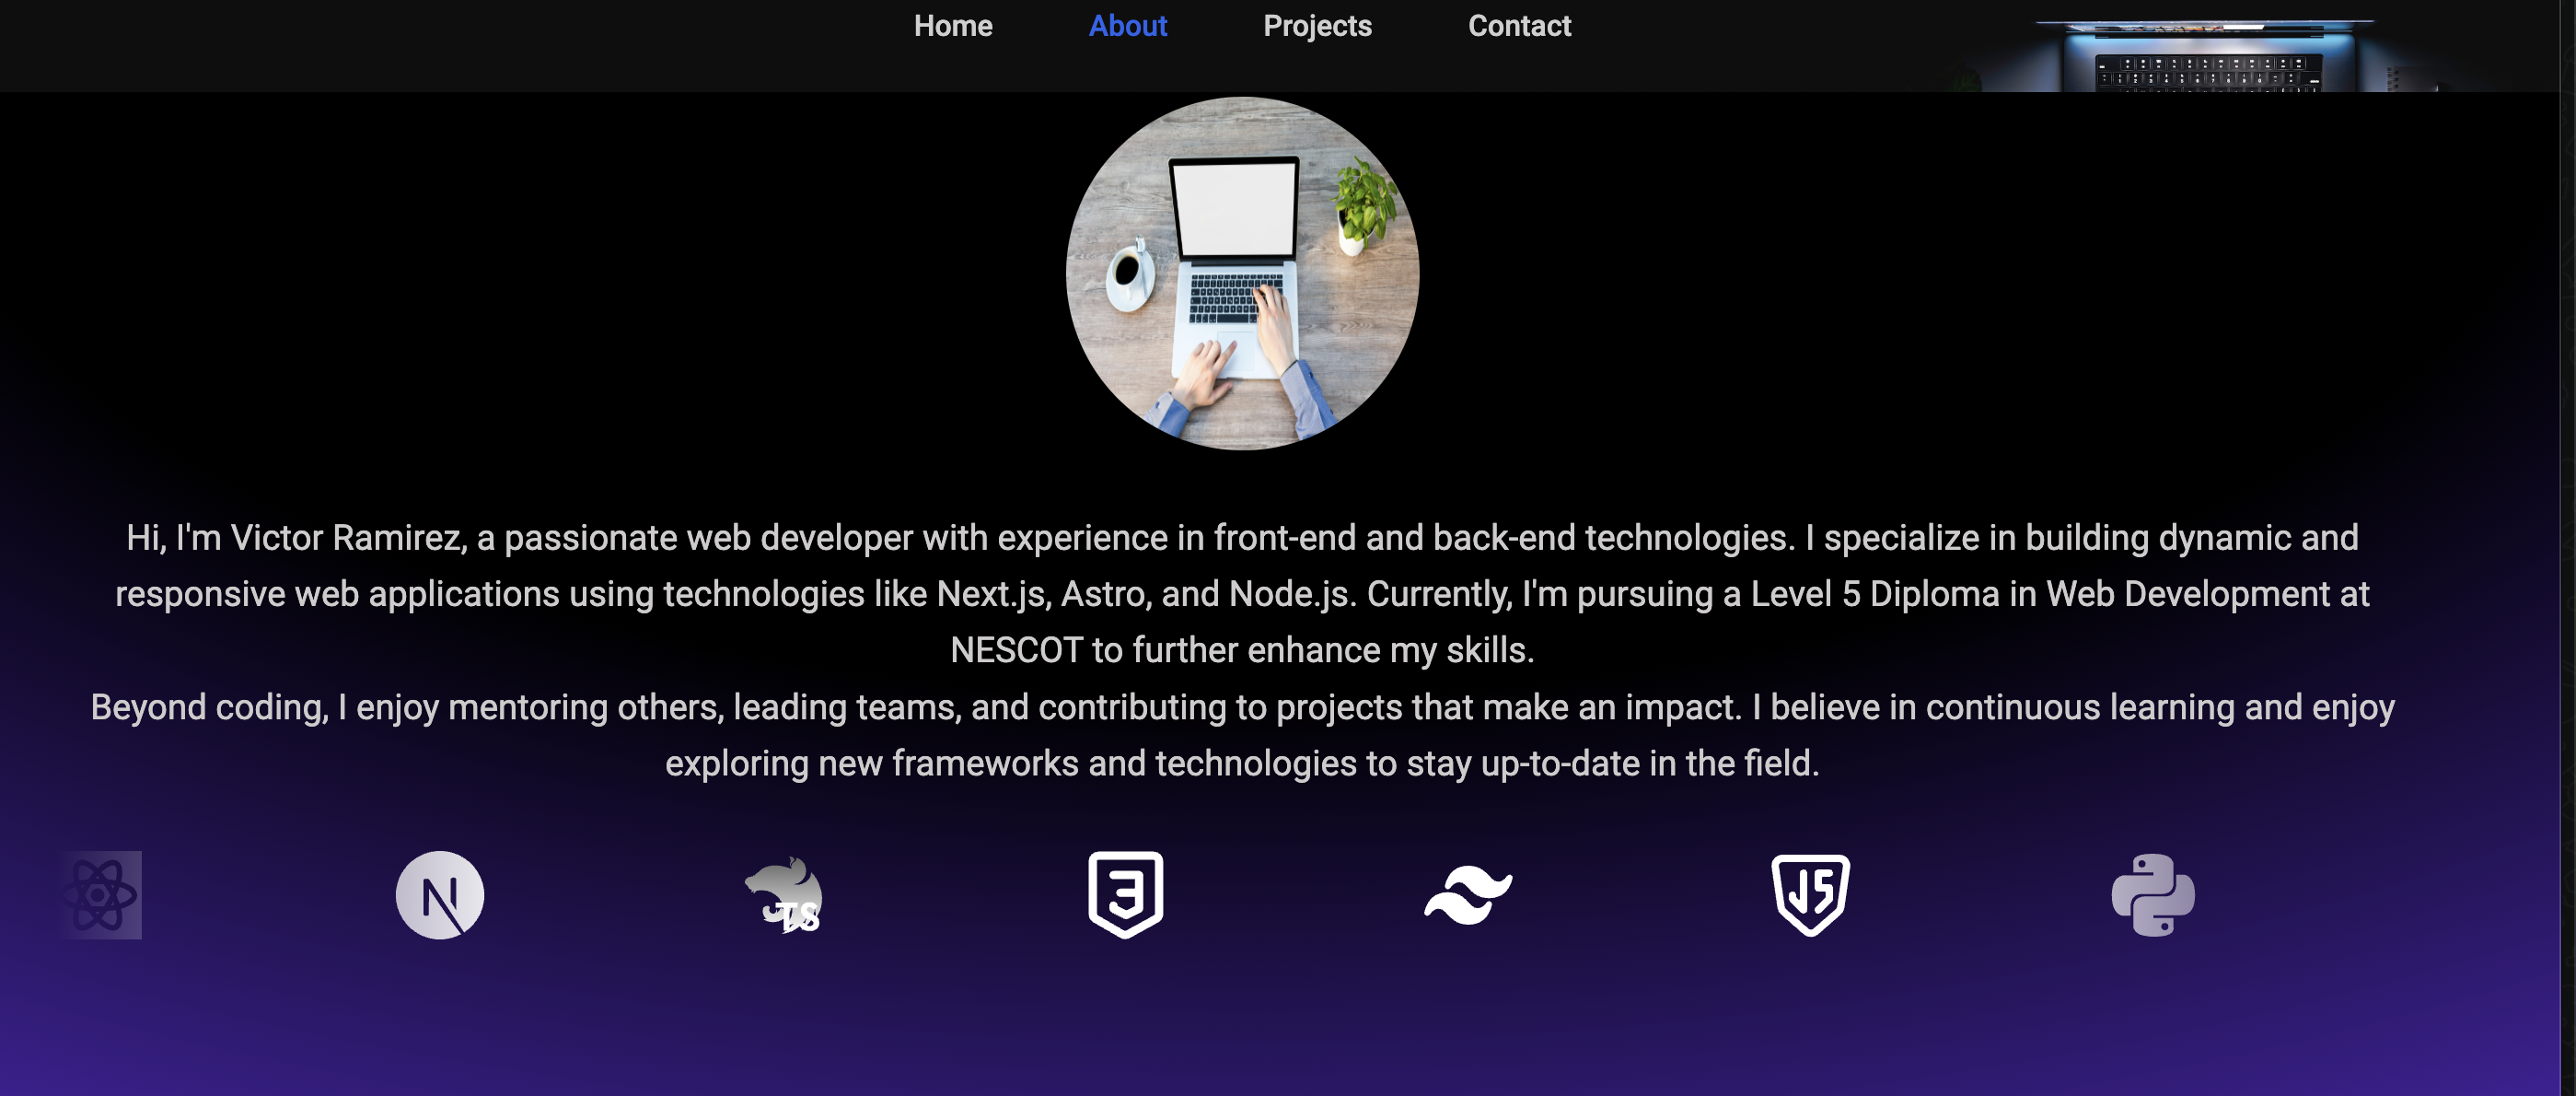 Home About Projects Contact
Hi, I'm Victor Ramirez, a passionate web developer with experience in front-end and back-end technologies. I specialize in building dynamic and
responsive web applications using technologies like Next.js, Astro, and Node.js. Currently, I'm pursuing a Level 5 Diploma in Web Development at
NESCOT to further enhance my skills.
Beyond coding, I enjoy mentoring others, leading teams, and contributing to projects that make an impact. I believe in continuous learning and enjoy
exploring new frameworks and technologies to stay up-to-date in the field.
N TS 3 JS